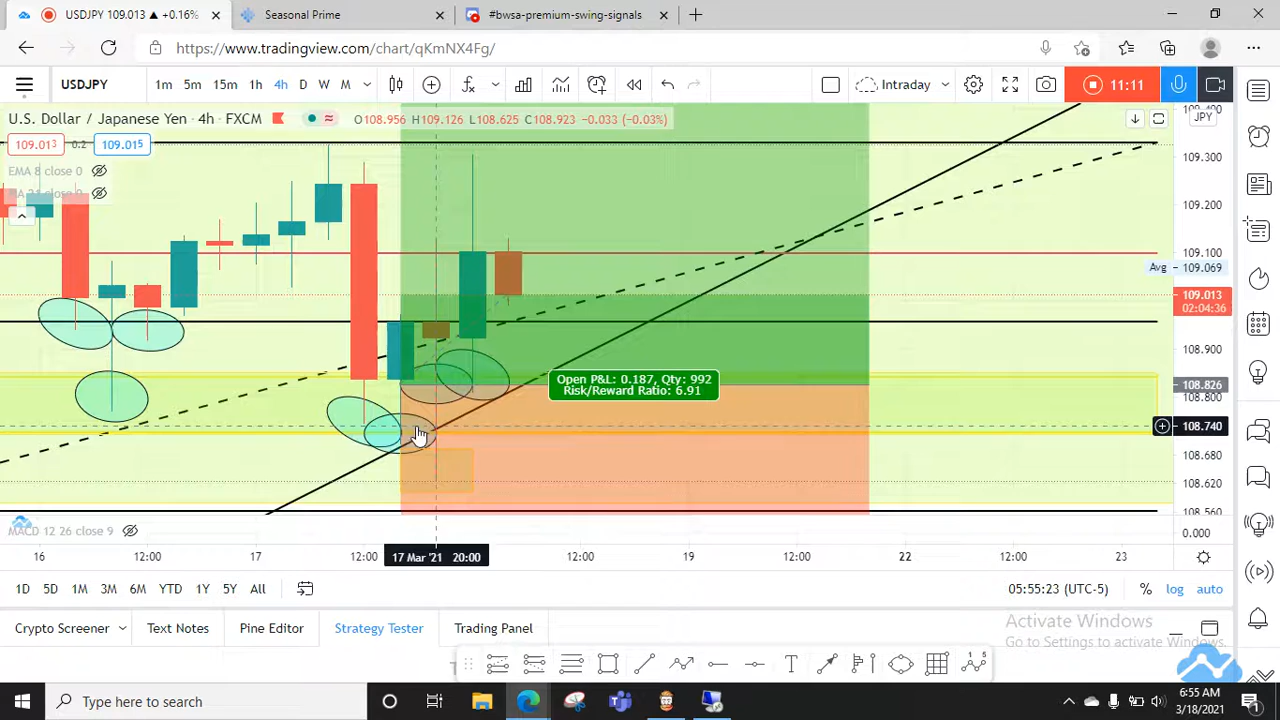 USDJPY 109.013 ▲ +0.16%
Seasonal Prime
#bwsa-premium-swing-signals
https://www.tradingview.com/chart/qKmNX4Fg/
USDJPY 1m 5m 15m 1h 4h D W M Intraday 11:11
U.S. Dollar / Japanese Yen · 4h · FXCM O108.956 H109.126 L108.625 C108.923 -0.033 (-0.03%)
109.400
JPY
109.013 0.2 109.015
EMA 8 close 0
109.300
109.200
109.100
Avg 109.069
109.013
02:04:36
108.900
108.826
108.800
108.740
108.680
108.620
108.560
0.000
Open P&L: 0.187, Qty: 992
Risk/Reward Ratio: 6.91
MACD 12 26 close 9
16 12:00 17 12:00 17 Mar '21 20:00 12:00 19 12:00 22 12:00 23
1D 5D 1M 3M 6M YTD 1Y 5Y All 05:55:23 (UTC-5) % log auto
Crypto Screener Text Notes Pine Editor Strategy Tester Trading Panel
Activate Windows
Go to Settings to activate Windows.
Type here to search
6:55 AM
3/18/2021